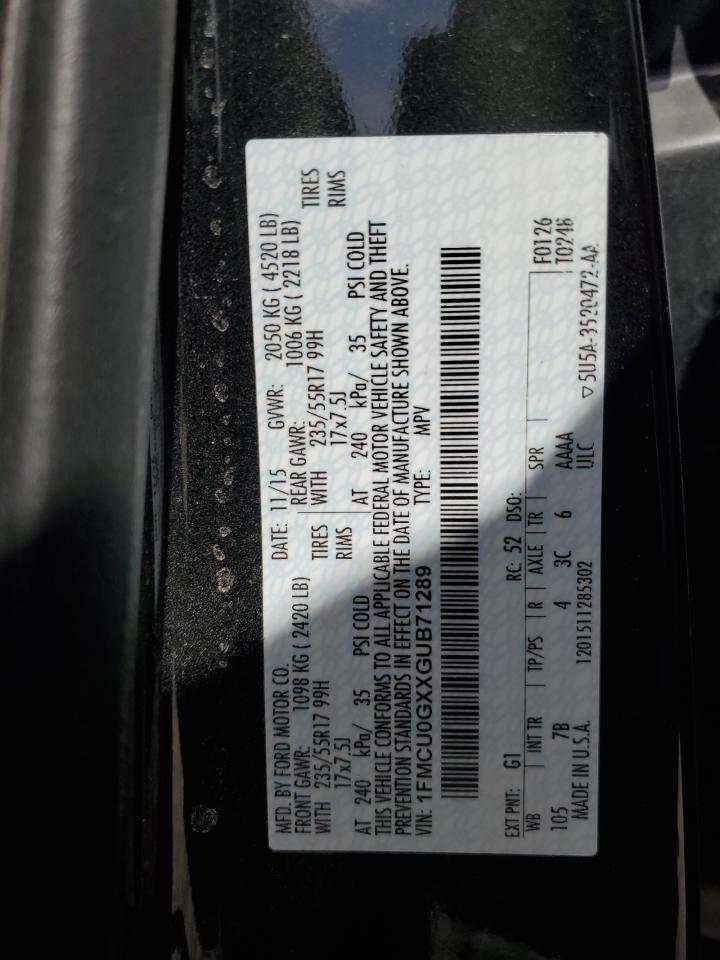 MFD. BY FORD MOTOR CO.
DATE: 11/15 GVWR: 2050 KG ( 4520 LB)
FRONT GAWR: 1098 KG ( 2420 LB) REAR GAWR: 1006 KG ( 2218 LB)
WITH 235/55R17 99H TIRES WITH 235/55R17 99H TIRES
17x7.5J RIMS 17x7.5J RIMS
AT 240 kPa/ 35 PSI COLD AT 240 kPa/ 35 PSI COLD
THIS VEHICLE CONFORMS TO ALL APPLICABLE FEDERAL MOTOR VEHICLE SAFETY AND THEFT
PREVENTION STANDARDS IN EFFECT ON THE DATE OF MANUFACTURE SHOWN ABOVE.
VIN: 1FMCU0GXXGUB71289 TYPE: MPV
EXT PNT: G1 RC: 52 DSO: F0126
WB INT TR TP/PS R AXLE TR SPR T0246
105 7B 4 3C 6 AAAA
MADE IN U.S.A. 1201511285302 ULC ▽5U5A-3520472-AA